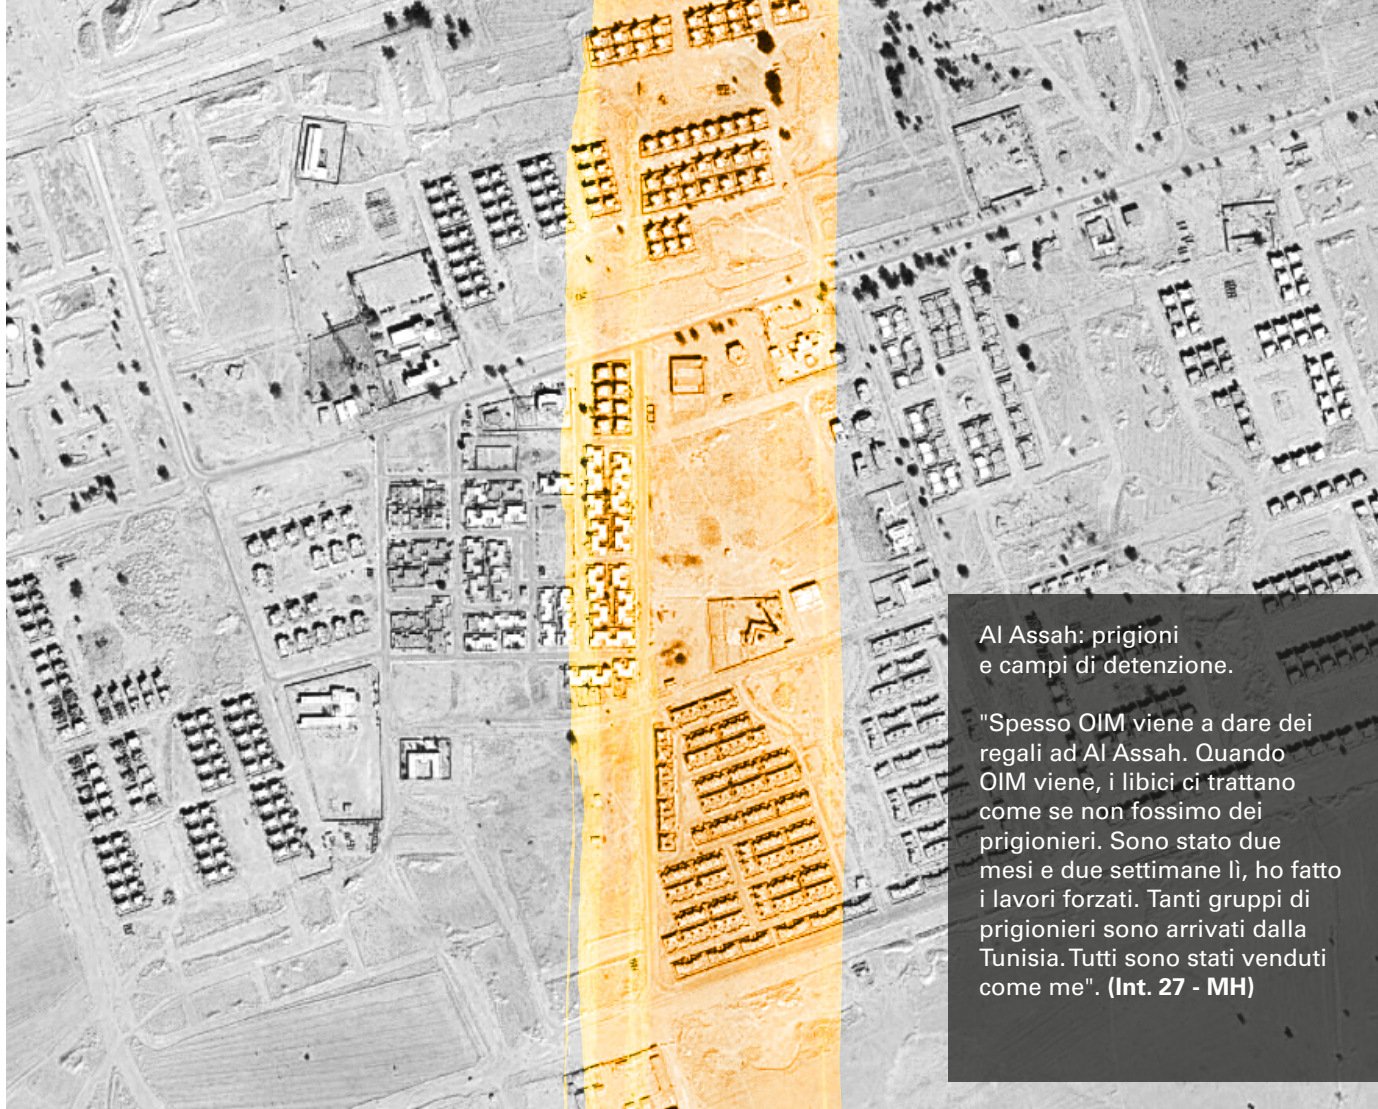 Al Assah: prigioni
e campi di detenzione.
"Spesso OIM viene a dare dei
regali ad Al Assah. Quando
OIM viene, i libici ci trattano
come se non fossimo dei
prigionieri. Sono stato due
mesi e due settimane lì, ho fatto
i lavori forzati. Tanti gruppi di
prigionieri sono arrivati dalla
Tunisia. Tutti sono stati venduti
come me". (Int. 27 - MH)